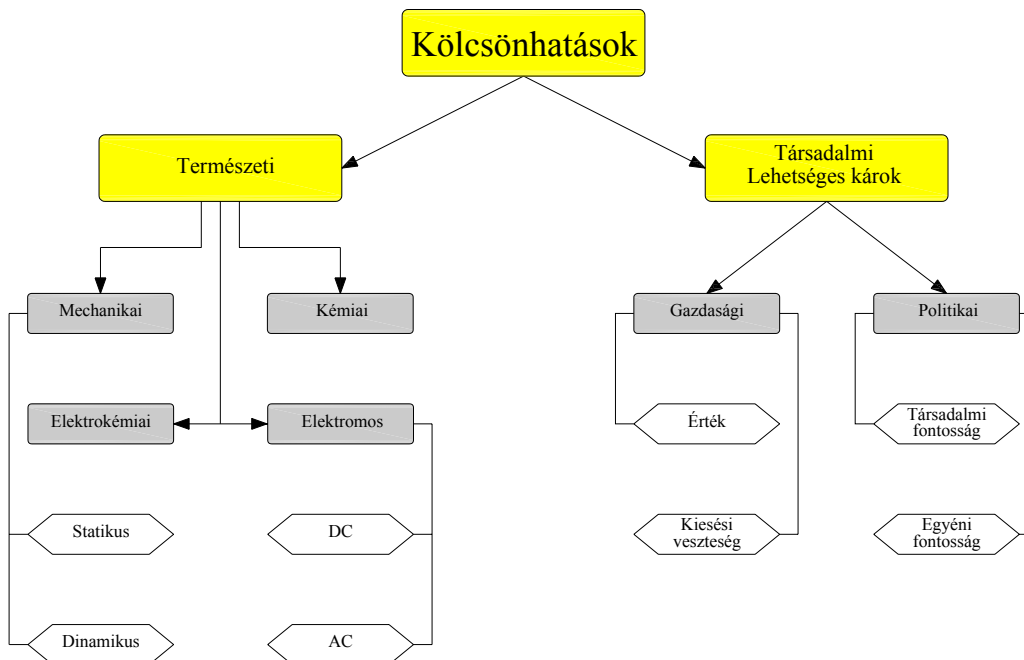 Kölcsönhatások
Természeti
Társadalmi
Lehetséges károk
Mechanikai
Kémiai
Gazdasági
Politikai
Elektrokémiai
Elektromos
Érték
Társadalmi
fontosság
Statikus
DC
Kiesési
veszteség
Egyéni
fontosság
Dinamikus
AC